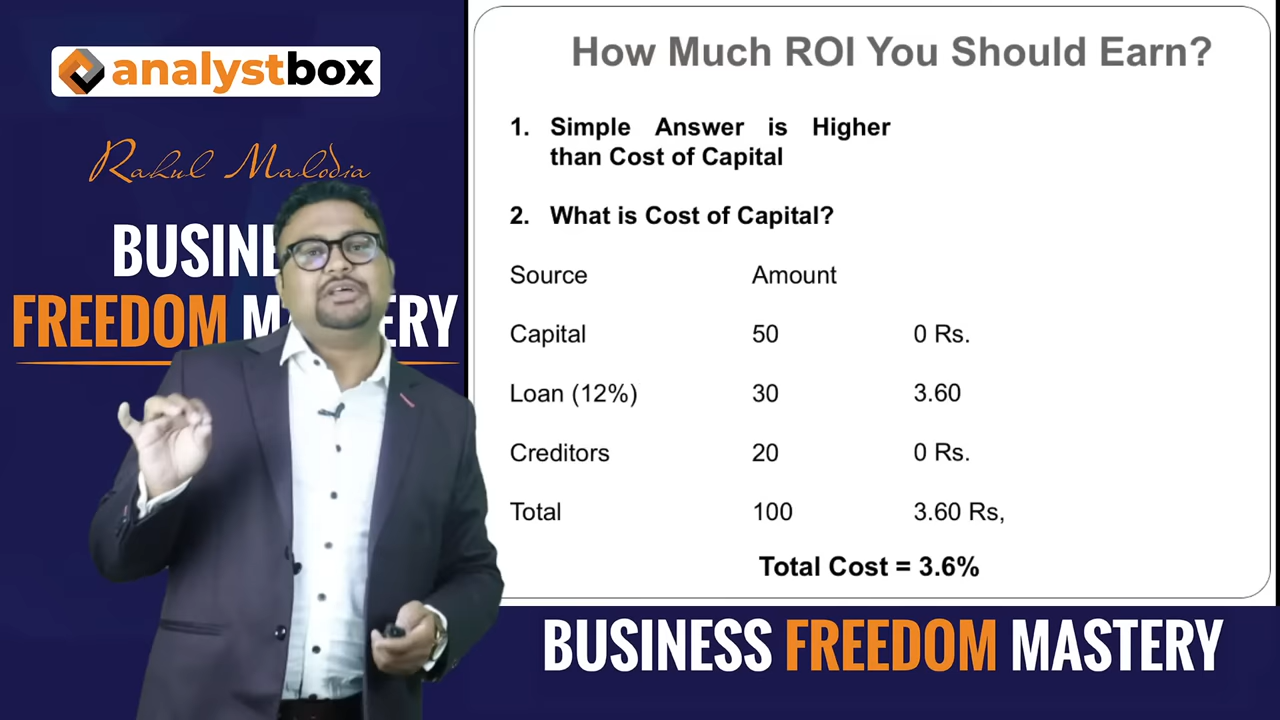 analystbox
Rahul Malodia
BUSINE
FREEDOM M ERY
How Much ROI You Should Earn?
1. Simple Answer is Higher
than Cost of Capital
2. What is Cost of Capital?
Source Amount
Capital 50 0 Rs.
Loan (12%) 30 3.60
Creditors 20 0 Rs.
Total 100 3.60 Rs,
Total Cost = 3.6%
BUSINESS FREEDOM MASTERY